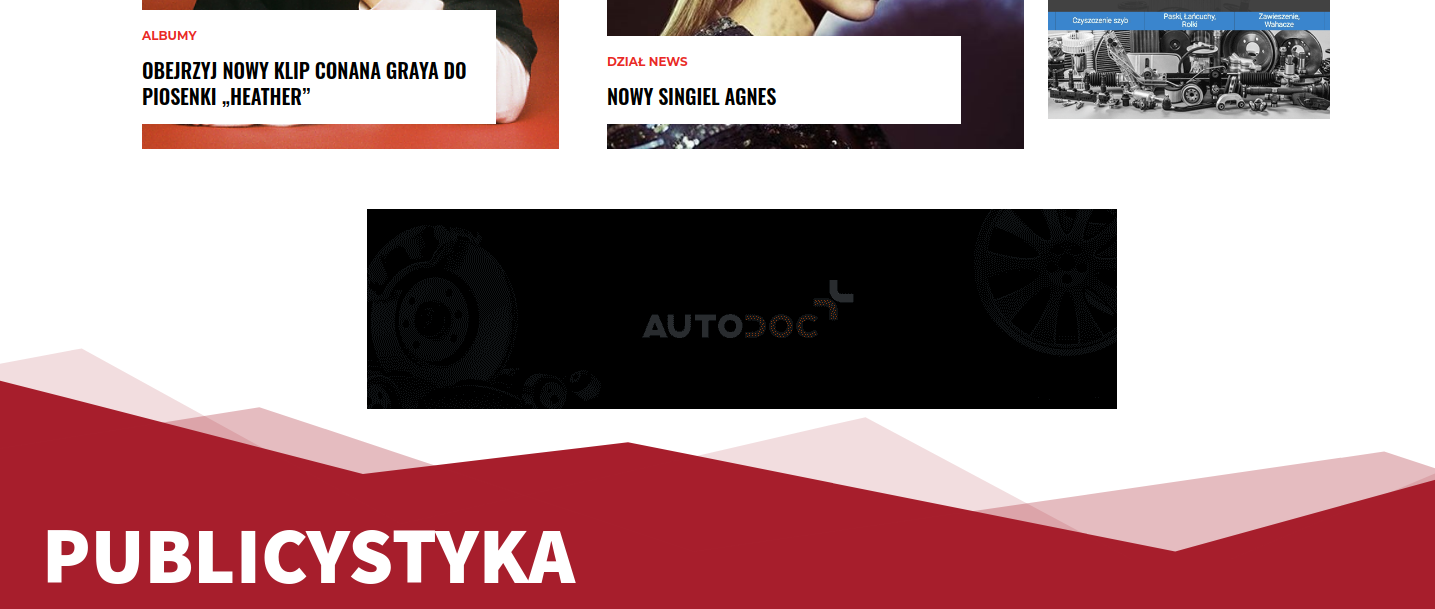 ALBUMY
OBEJRZYJ NOWY KLIP CONANA GRAYA DO
PIOSENKI „HEATHER”
DZIAŁ NEWS
NOWY SINGIEL AGNES
Czyszczenie szyb
Paski, Łańcuchy,
Rolki
Zawieszenie,
Wahacze
AUTODOC
PUBLICYSTYKA